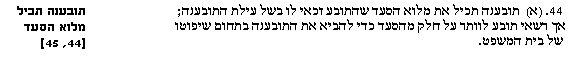 44. (א) תובענה תכיל את מלוא הסעד שהתובע זכאי לו בשל עילת התובענה;
אך רשאי תובע לוותר על חלק מהסעד כדי להביא את התובענה בתחום שיפוטו
של בית המשפט.
תובענה תכיל
מלוא הסעד
[44, 45]